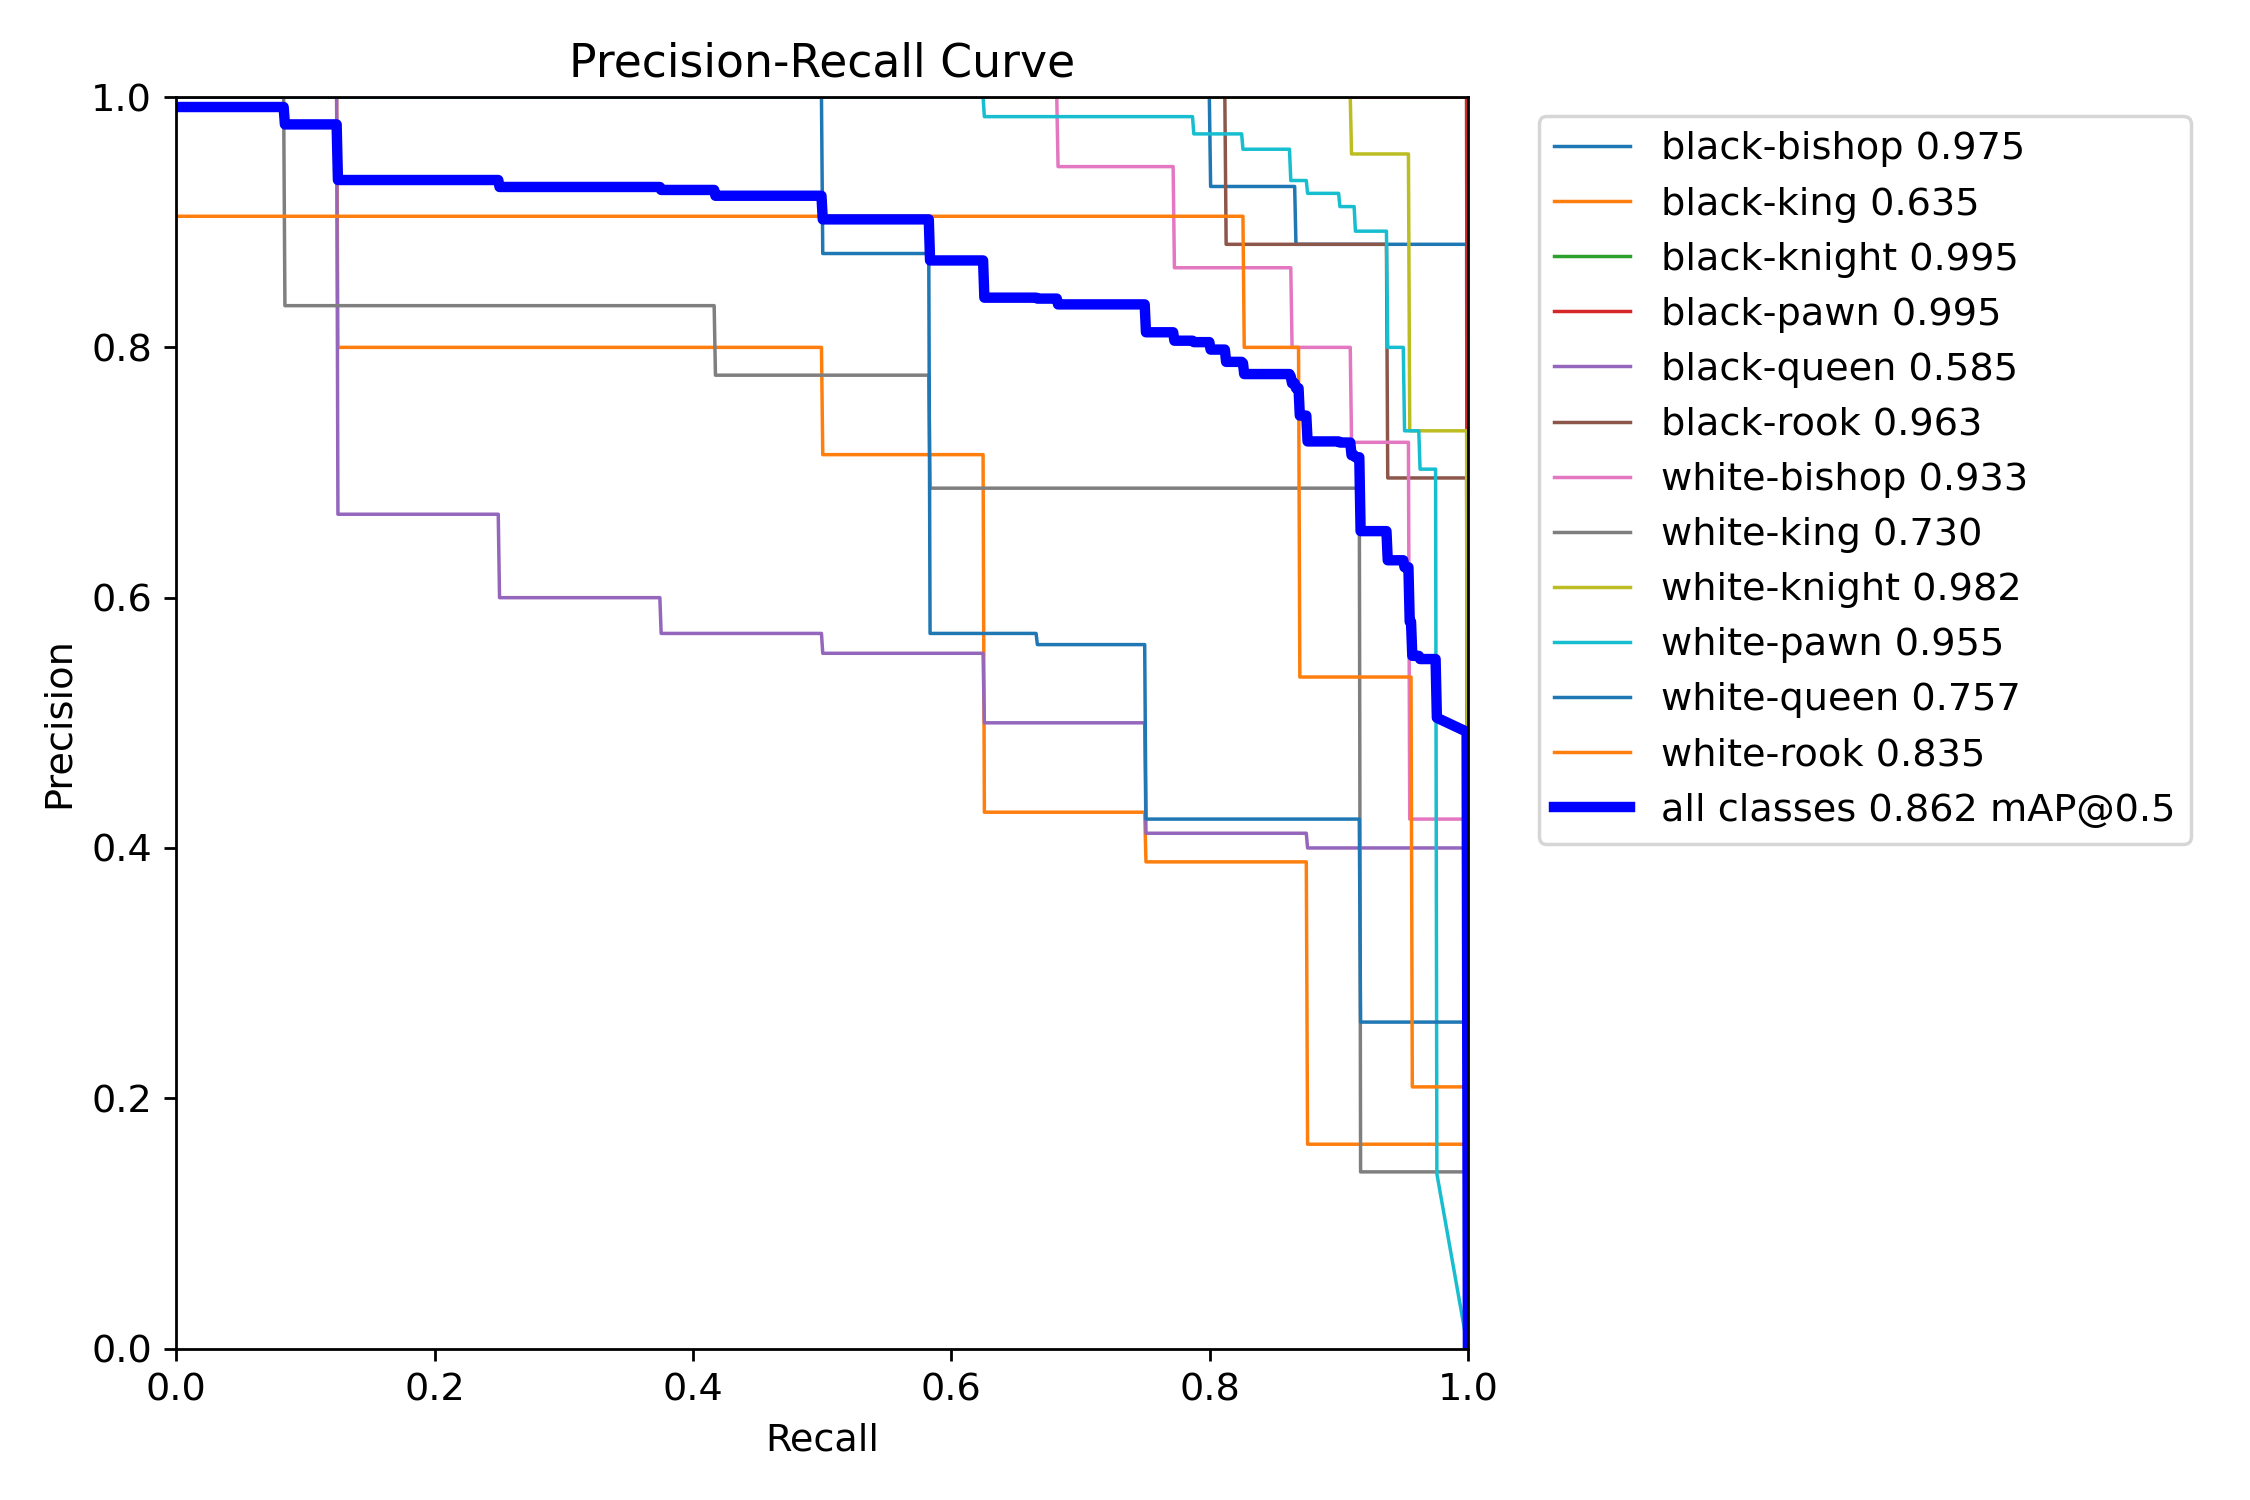 Precision-Recall Curve
1.0
0.8
0.6
0.4
0.2
0.0
Precision
0.0 0.2 0.4 0.6 0.8 1.0
Recall
black-bishop 0.975
black-king 0.635
black-knight 0.995
black-pawn 0.995
black-queen 0.585
black-rook 0.963
white-bishop 0.933
white-king 0.730
white-knight 0.982
white-pawn 0.955
white-queen 0.757
white-rook 0.835
all classes 0.862 mAP@0.5